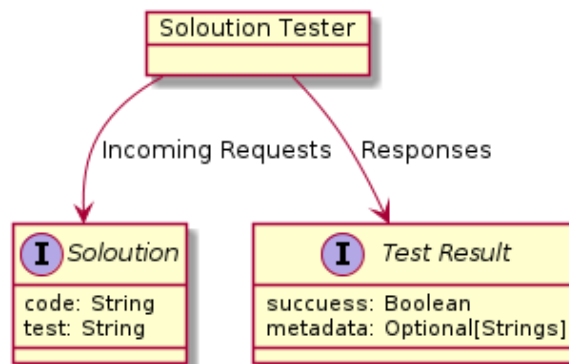 Soloution Tester
Incoming Requests
Responses
I Soloution
code: String
test: String
I Test Result
succuess: Boolean
metadata: Optional[Strings]